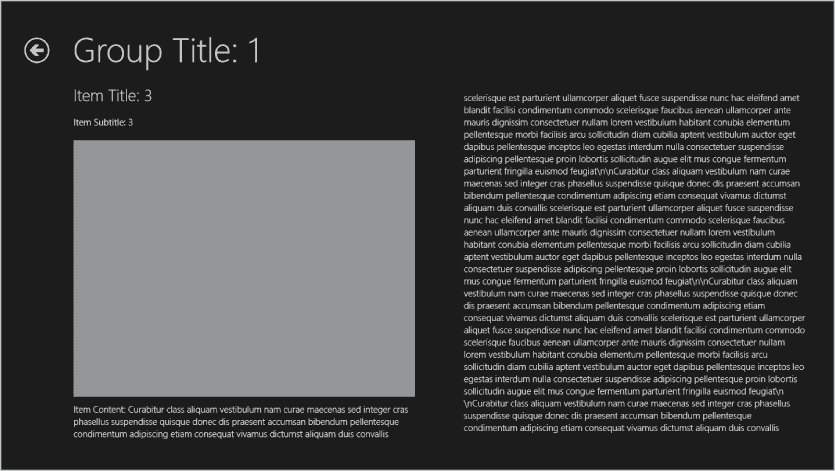 Group Title: 1
Item Title: 3
Item Subtitle: 3
Item Content: Curabitur class aliquam vestibulum nam curae maecenas sed integer cras
phasellus suspendisse quisque donec dis praesent accumsan bibendum pellentesque
condimentum adipiscing etiam consequat vivamus dictumst aliquam duis convallis
scelerisque est parturient ullamcorper aliquet fusce suspendisse nunc hac eleifend amet
blandit facilisi condimentum commodo scelerisque faucibus aenean ullamcorper ante
mauris dignissim consectetuer nullam lorem vestibulum habitant conubia elementum
pellentesque morbi facilisis arcu sollicitudin diam cubilia aptent vestibulum auctor eget
dapibus pellentesque inceptos leo egestas interdum nulla consectetuer suspendisse
adipiscing pellentesque proin lobortis sollicitudin augue elit mus congue fermentum
parturient fringilla euismod feugiat\n\nCurabitur class aliquam vestibulum nam curae
maecenas sed integer cras phasellus suspendisse quisque donec dis praesent accumsan
bibendum pellentesque condimentum adipiscing etiam consequat vivamus dictumst
aliquam duis convallis scelerisque est parturient ullamcorper aliquet fusce suspendisse
nunc hac eleifend amet blandit facilisi condimentum commodo scelerisque faucibus
aenean ullamcorper ante mauris dignissim consectetuer nullam lorem vestibulum
habitant conubia elementum pellentesque morbi facilisis arcu sollicitudin diam cubilia
aptent vestibulum auctor eget dapibus pellentesque inceptos leo egestas interdum nulla
consectetuer suspendisse adipiscing pellentesque proin lobortis sollicitudin augue elit
mus congue fermentum parturient fringilla euismod feugiat\n\nCurabitur class aliquam
vestibulum nam curae maecenas sed integer cras phasellus suspendisse quisque donec
dis praesent accumsan bibendum pellentesque condimentum adipiscing etiam
consequat vivamus dictumst aliquam duis convallis scelerisque est parturient ullamcorper
aliquet fusce suspendisse nunc hac eleifend amet blandit facilisi condimentum commodo
scelerisque faucibus aenean ullamcorper ante mauris dignissim consectetuer nullam
lorem vestibulum habitant conubia elementum pellentesque morbi facilisis arcu
sollicitudin diam cubilia aptent vestibulum auctor eget dapibus pellentesque inceptos leo
egestas interdum nulla consectetuer suspendisse adipiscing pellentesque proin lobortis
sollicitudin augue elit mus congue fermentum parturient fringilla euismod feugiat\n
\nCurabitur class aliquam vestibulum nam curae maecenas sed integer cras phasellus
suspendisse quisque donec dis praesent accumsan bibendum pellentesque
condimentum adipiscing etiam consequat vivamus dictumst aliquam duis convallis